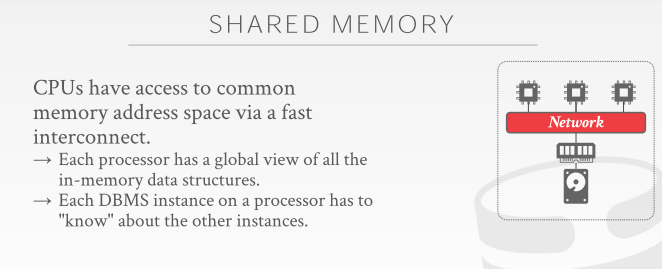 SHARED MEMORY
CPUs have access to common
memory address space via a fast
interconnect.
→ Each processor has a global view of all the
in-memory data structures.
→ Each DBMS instance on a processor has to
"know" about the other instances.
Network